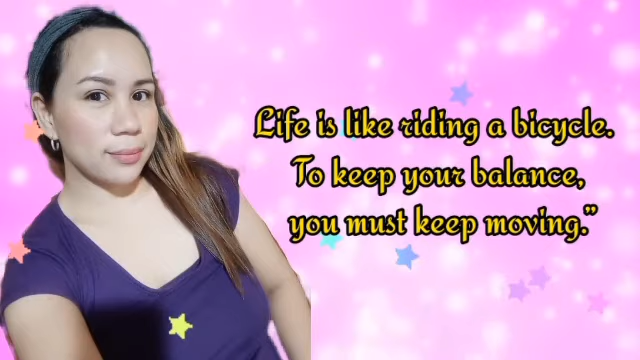 Life is like riding a bicycle.
To keep your balance,
you must keep moving."